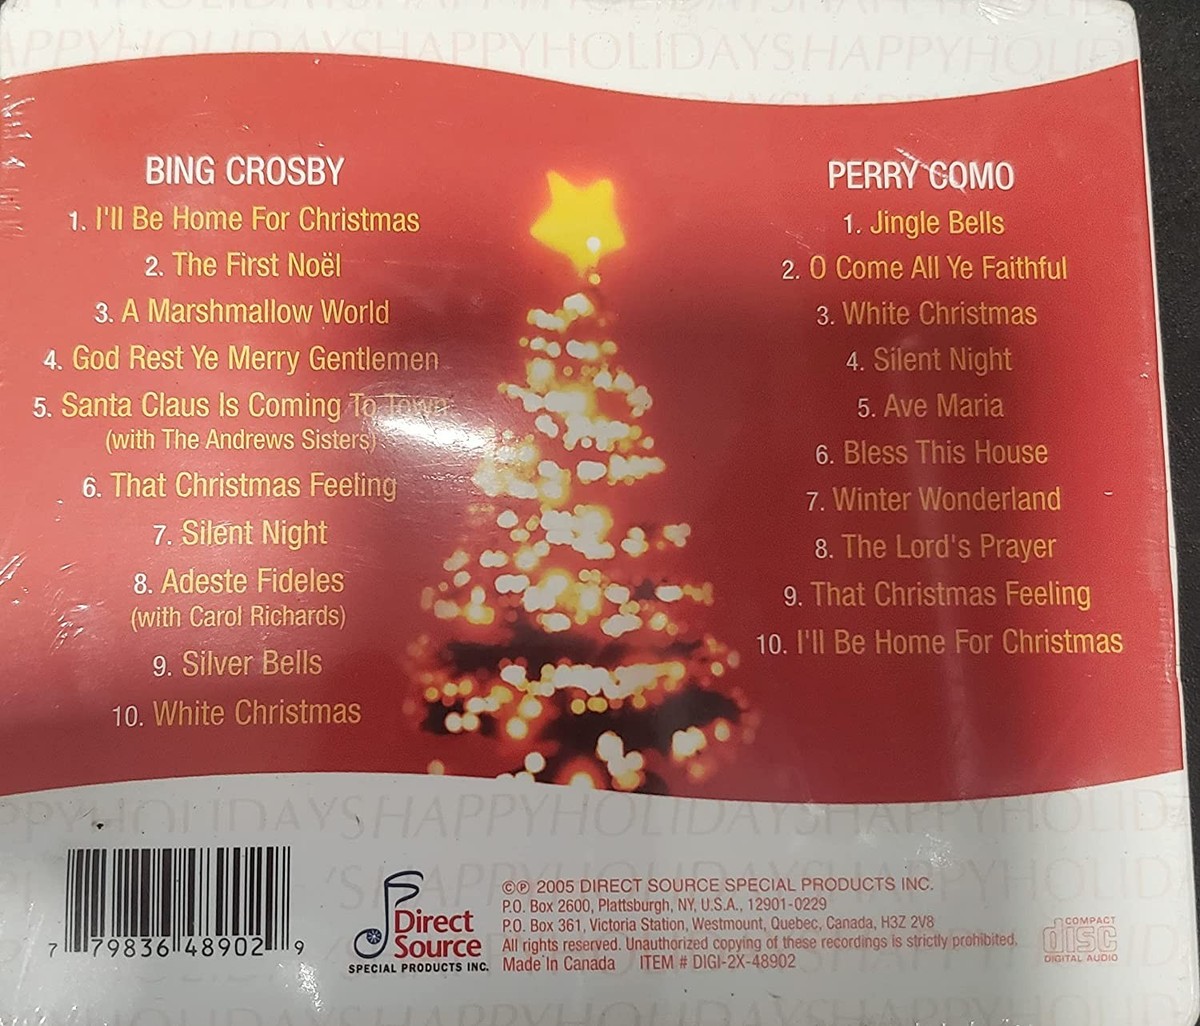 HAPPYHOLIDAYSHAPPYHOLIDAYSHAPPYHOLID
BING CROSBY
1. I'll Be Home For Christmas
2. The First Noël
3. A Marshmallow World
4. God Rest Ye Merry Gentlemen
5. Santa Claus Is Coming To Town
(with The Andrews Sisters)
6. That Christmas Feeling
7. Silent Night
8. Adeste Fideles
(with Carol Richards)
9. Silver Bells
10. White Christmas
PERRY COMO
1. Jingle Bells
2. O Come All Ye Faithful
3. White Christmas
4. Silent Night
5. Ave Maria
6. Bless This House
7. Winter Wonderland
8. The Lord's Prayer
9. That Christmas Feeling
10. I'll Be Home For Christmas
PPYHOLIDAYSHAPPYHOLIDAYSHAPPYHOLID
7 79836 48902 9
Direct
Source
SPECIAL PRODUCTS INC.
©℗ 2005 DIRECT SOURCE SPECIAL PRODUCTS INC.
P.O. Box 2600, Plattsburgh, NY, U.S.A., 12901-0229
P.O. Box 361, Victoria Station, Westmount, Quebec, Canada, H3Z 2V8
All rights reserved. Unauthorized copying of these recordings is strictly prohibited.
Made in Canada ITEM # DIGI-2X-48902
COMPACT
disc
DIGITAL AUDIO